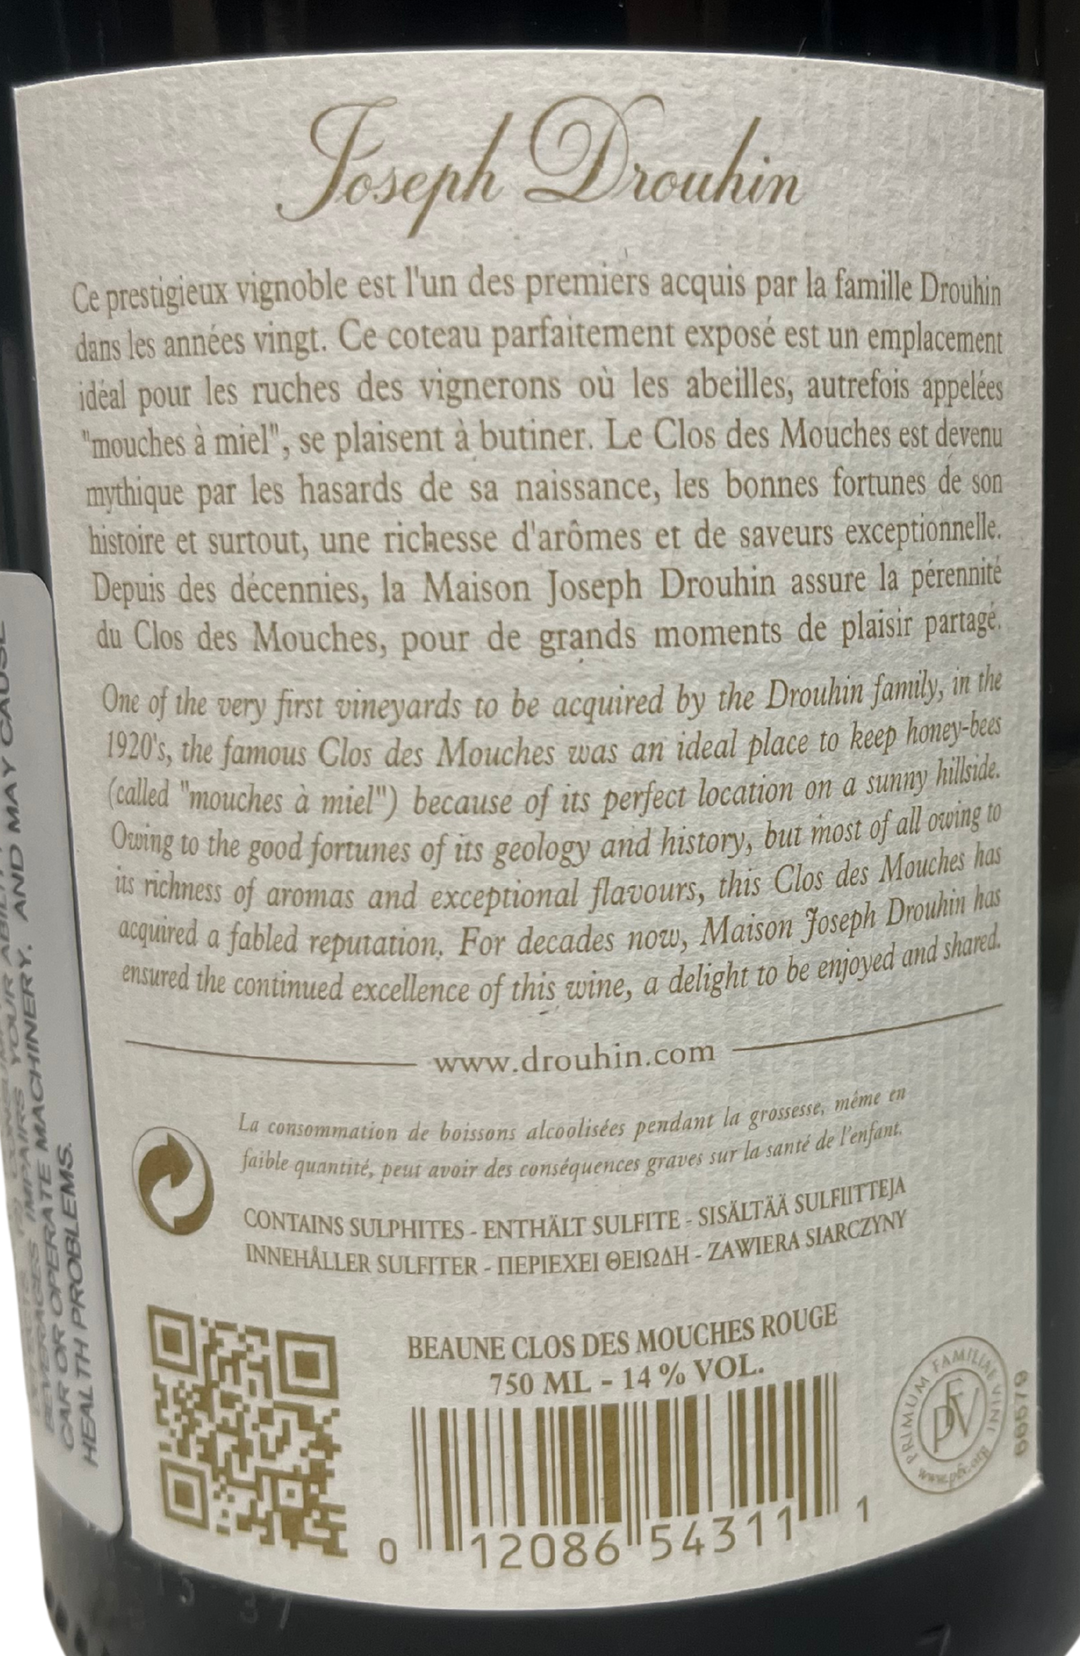 Joseph Drouhin
Ce prestigieux vignoble est l'un des premiers acquis par la famille Drouhin
dans les années vingt. Ce coteau parfaitement exposé est un emplacement
idéal pour les ruches des vignerons où les abeilles, autrefois appelées
"mouches à miel", se plaisent à butiner. Le Clos des Mouches est devenu
mythique par les hasards de sa naissance, les bonnes fortunes de son
histoire et surtout, une richesse d'arômes et de saveurs exceptionnelle.
Depuis des décennies, la Maison Joseph Drouhin assure la pérennité
du Clos des Mouches, pour de grands moments de plaisir partagé.
One of the very first vineyards to be acquired by the Drouhin family, in the
1920's, the famous Clos des Mouches was an ideal place to keep honey-bees
(called "mouches à miel") because of its perfect location on a sunny hillside.
Owing to the good fortunes of its geology and history, but most of all owing to
its richness of aromas and exceptional flavours, this Clos des Mouches has
acquired a fabled reputation. For decades now, Maison Joseph Drouhin has
ensured the continued excellence of this wine, a delight to be enjoyed and shared.
www.drouhin.com
La consommation de boissons alcoolisées pendant la grossesse, même en
faible quantité, peut avoir des conséquences graves sur la santé de l'enfant.
CONTAINS SULPHITES - ENTHÄLT SULFITE - SISÄLTÄÄ SULFIITTEJA
INNEHÅLLER SULFITER - ΠΕΡΙΕΧΕΙ ΘΕΙΩΔΗ - ZAWIERA SIARCZYNY
BEAUNE CLOS DES MOUCHES ROUGE
750 ML - 14 % VOL.
0 12086 54311 1
PRIMUM FAMILIAE VINI
PFV
www.pfv.org
66679
IMPAIRS YOUR ABILITY
BEVERAGES
CAR OR OPERATE MACHINERY, AND MAY CAUSE
HEALTH PROBLEMS.